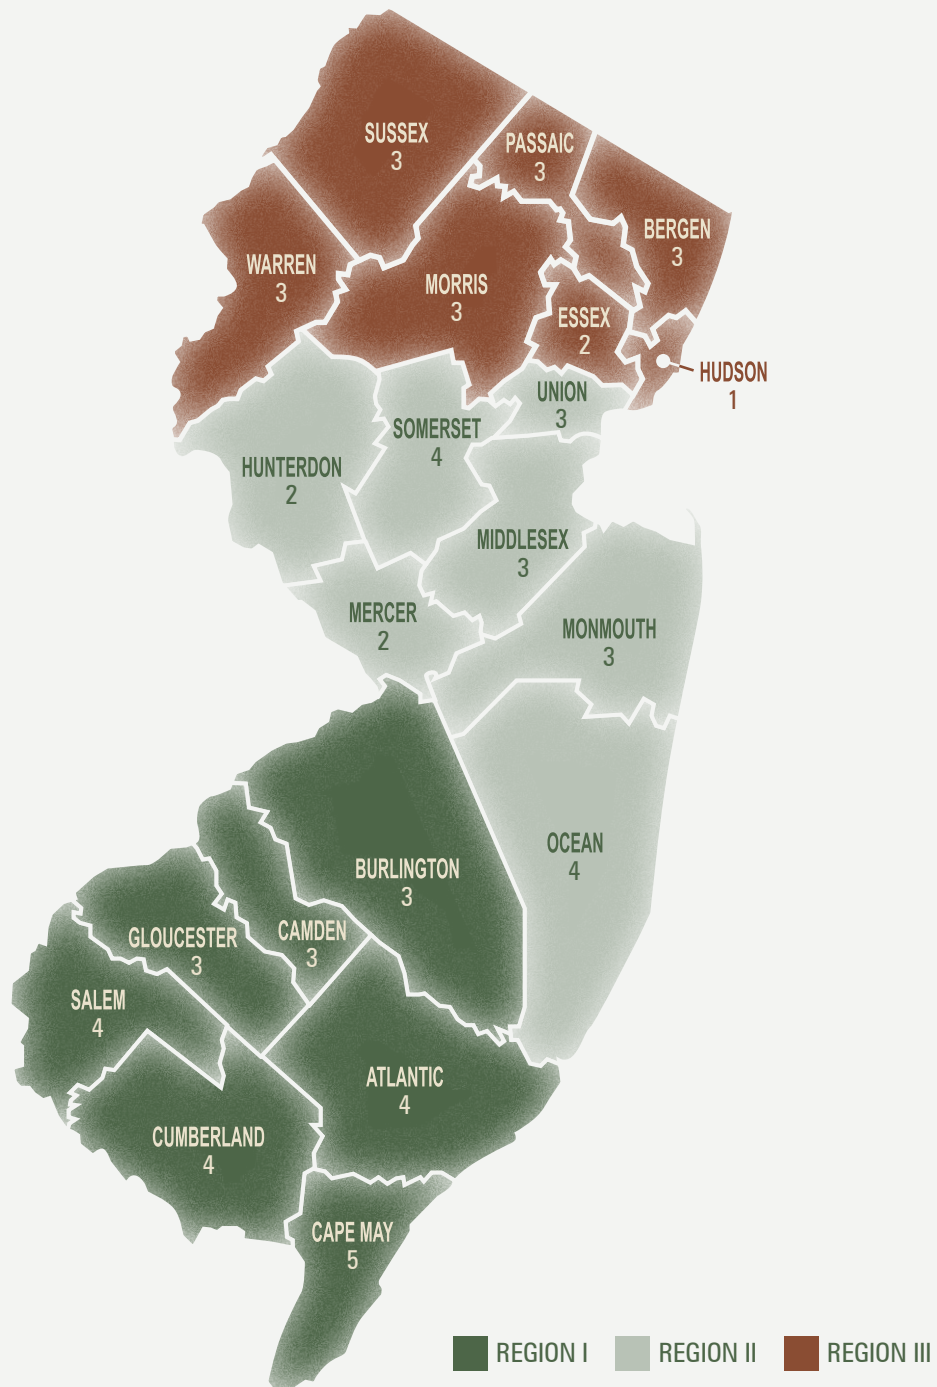 SUSSEX
3
PASSAIC
3
BERGEN
3
WARREN
3
MORRIS
3
ESSEX
2
HUDSON
1
UNION
3
SOMERSET
4
HUNTERDON
2
MIDDLESEX
3
MERCER
2
MONMOUTH
3
OCEAN
4
BURLINGTON
3
CAMDEN
3
GLOUCESTER
3
SALEM
4
ATLANTIC
4
CUMBERLAND
4
CAPE MAY
5
REGION I REGION II REGION III